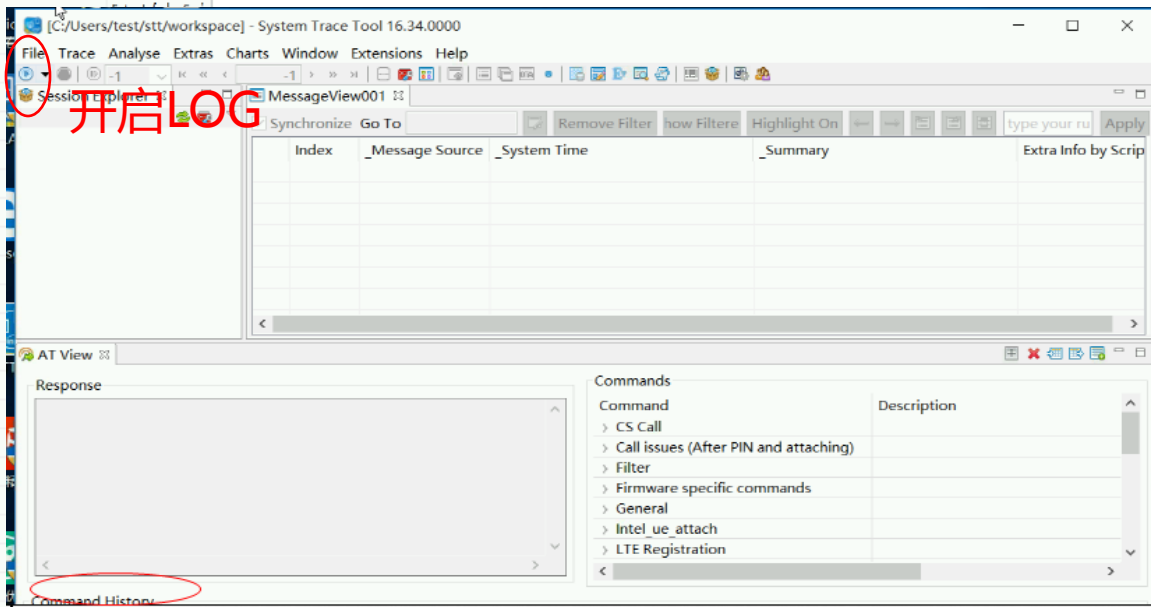 [C:/Users/test/stt/workspace] - System Trace Tool 16.34.0000
File Trace Analyse Extras Charts Window Extensions Help
-1 -1
Session Explorer MessageView001
开启LOG
Synchronize Go To Remove Filter how Filtere Highlight On type your ru Apply
Index _Message Source _System Time _Summary Extra Info by Scrip
AT View
Response Commands
Command Description
CS Call
Call issues (After PIN and attaching)
Filter
Firmware specific commands
General
Intel_ue_attach
LTE Registration
Command History